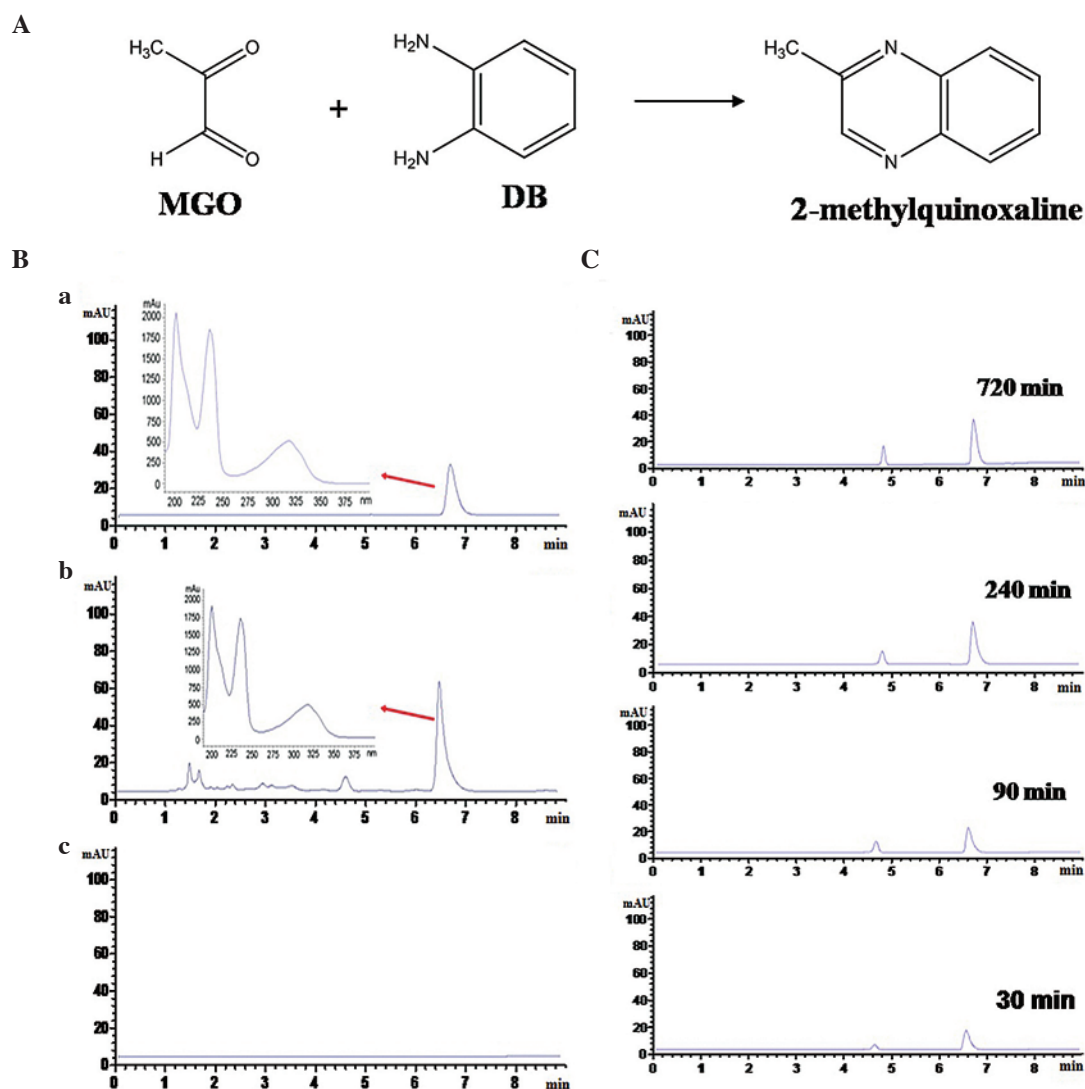 A
H₃C O H₂N H₃C N
+
H O H₂N N
MGO DB 2-methylquinoxaline
B
a
mAU
100
80
60
40
20
0
0 1 2 3 4 5 6 7 8 min
mAU
2000
1750
1500
1250
1000
750
500
250
0
200 225 250 275 300 325 350 375 nm
b
mAU
100
80
60
40
20
0
0 1 2 3 4 5 6 7 8 min
mAU
2000
1750
1500
1250
1000
750
500
250
0
200 225 250 275 300 325 350 375 nm
c
mAU
100
80
60
40
20
0
0 1 2 3 4 5 6 7 8 min
C
mAU
100
80
60
40
20
0
720 min
0 1 2 3 4 5 6 7 8 min
mAU
100
80
60
40
20
0
240 min
0 1 2 3 4 5 6 7 8 min
mAU
100
80
60
40
20
0
90 min
0 1 2 3 4 5 6 7 8 min
mAU
100
80
60
40
20
0
30 min
0 1 2 3 4 5 6 7 8 min